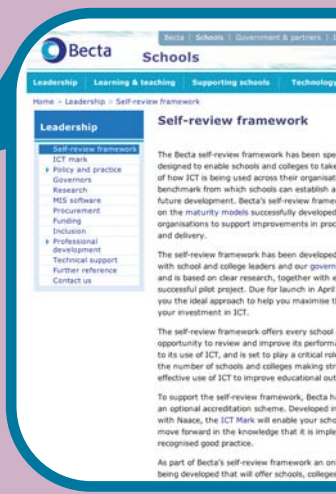 Becta | Schools | Government & partners | I
Becta
Schools
Leadership | Learning & teaching | Supporting schools | Technology
Home > Leadership > Self-review framework
Leadership
Self-review framework
ICT mark
Policy and practice
Governors
Research
MIS software
Procurement
Funding
Inclusion
Professional
development
Technical support
Further reference
Contact us
Self-review framework
The Becta self-review framework has been spe
designed to enable schools and colleges to take
of how ICT is being used across their organisat
benchmark from which schools can establish a
future development. Becta's self-review frame
on the maturity models successfully developed
organisations to support improvements in proc
and delivery.
The self-review framework has been developed
with school and college leaders and our govern
and is based on clear research, together with e
successful pilot project. Due for launch in April
you the ideal approach to help you maximise th
your investment in ICT.
The self-review framework offers every school
opportunity to review and improve its performa
to its use of ICT, and is set to play a critical role
the number of schools and colleges making str
effective use of ICT to improve educational out
To support the self-review framework, Becta ha
an optional accreditation scheme. Developed in
with Naace, the ICT Mark will enable your scho
move forward in the knowledge that it is imple
recognised good practice.
As part of Becta's self-review framework an on
being developed that will offer schools, colleges